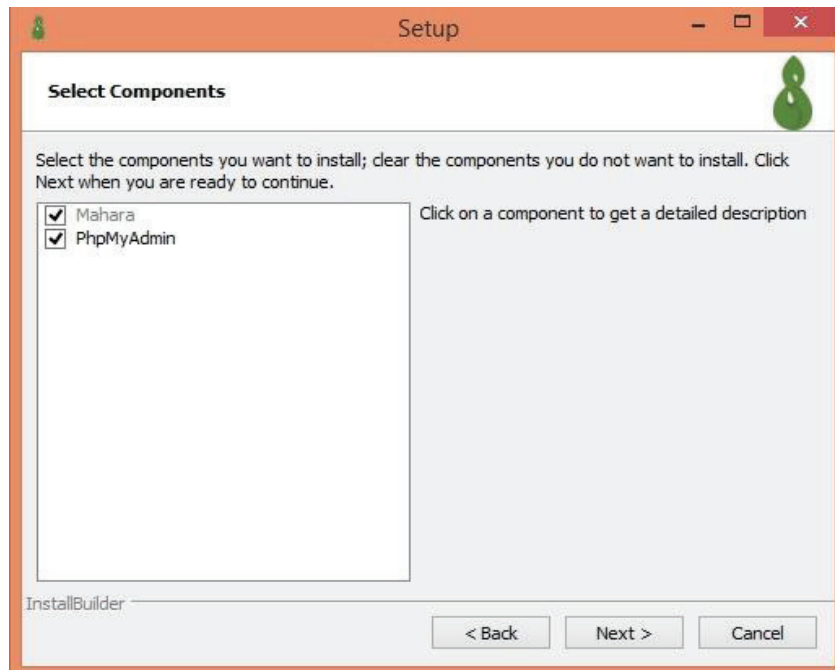 Setup
Select Components
Select the components you want to install; clear the components you do not want to install. Click
Next when you are ready to continue.
Mahara
PhpMyAdmin
Click on a component to get a detailed description
InstallBuilder
< Back
Next >
Cancel